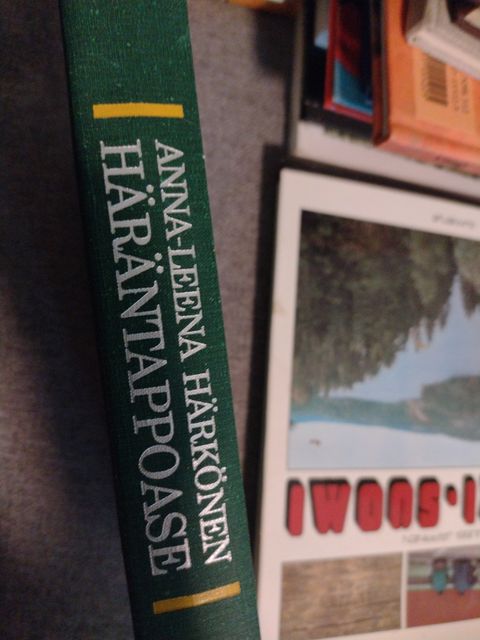 ANNA-LEENA HÄRKÖNEN
HÄRÄNTAPPOASE
SUOMI